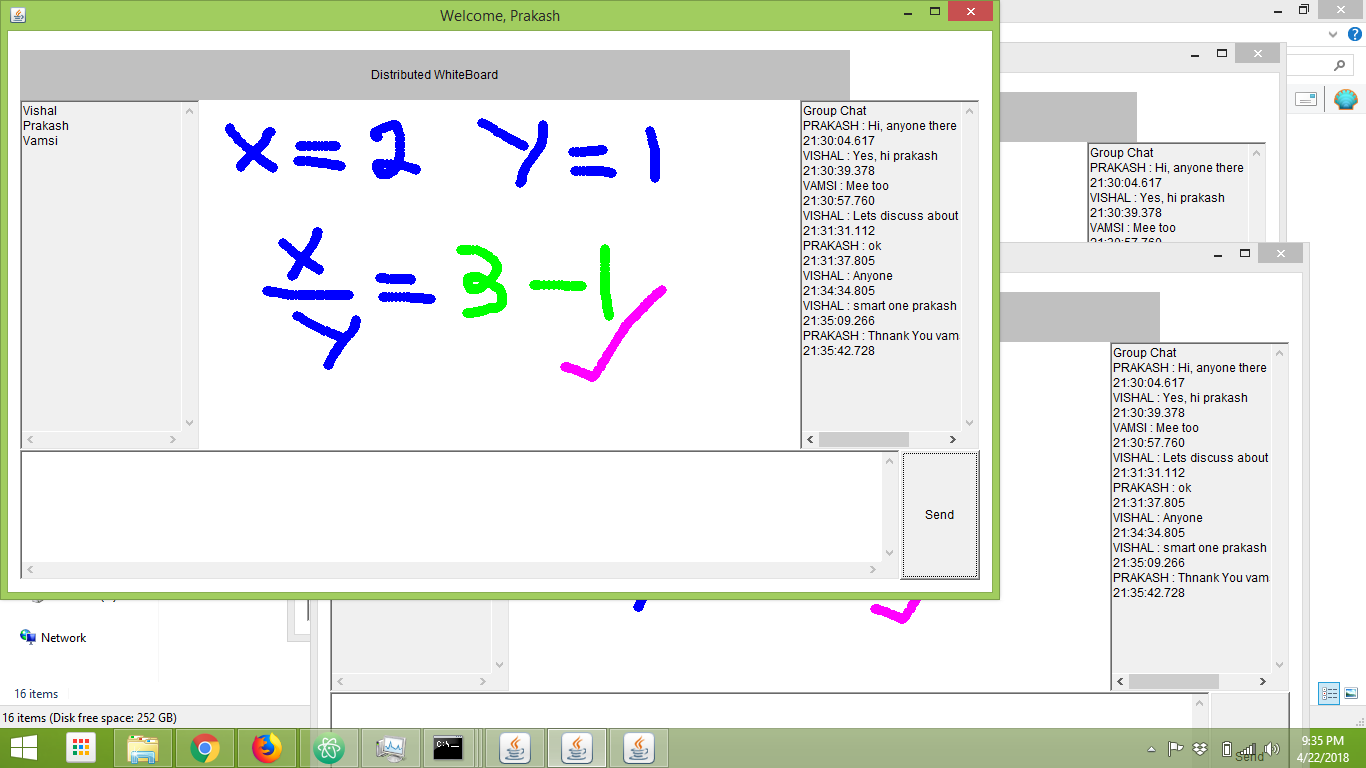 Welcome, Prakash
Distributed WhiteBoard
Vishal
Prakash
Vamsi
X = 2 Y = 1
X
Y
= 3 - 1
Group Chat
PRAKASH : Hi, anyone there
21:30:04.617
VISHAL : Yes, hi prakash
21:30:39.378
VAMSI : Mee too
21:30:57.760
VISHAL : Lets discuss about
21:31:31.112
PRAKASH : ok
21:31:37.805
VISHAL : Anyone
21:34:34.805
VISHAL : smart one prakash
21:35:09.266
PRAKASH : Thnank You vam
21:35:42.728
Send
Group Chat
PRAKASH : Hi, anyone there
21:30:04.617
VISHAL : Yes, hi prakash
21:30:39.378
VAMSI : Mee too
21:30:57.760
Group Chat
PRAKASH : Hi, anyone there
21:30:04.617
VISHAL : Yes, hi prakash
21:30:39.378
VAMSI : Mee too
21:30:57.760
VISHAL : Lets discuss about
21:31:31.112
PRAKASH : ok
21:31:37.805
VISHAL : Anyone
21:34:34.805
VISHAL : smart one prakash
21:35:09.266
PRAKASH : Thnank You vam
21:35:42.728
Network
16 items
16 items (Disk free space: 252 GB)
C:\_
Send
9:35 PM
4/22/2018